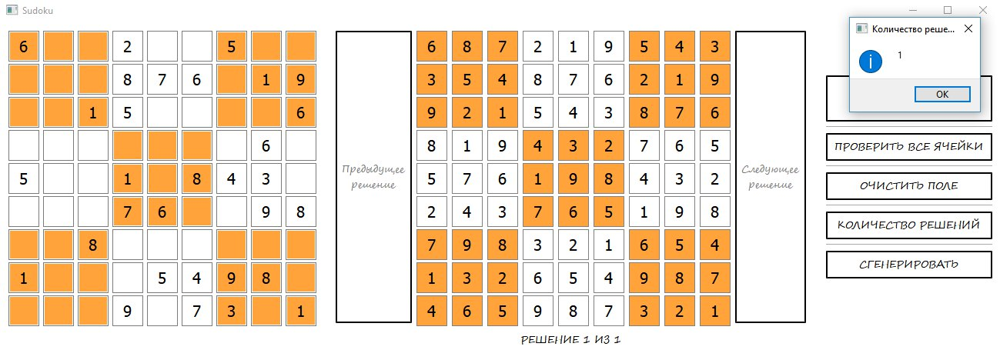 Sudoku
Количество реше...
1
OK
6 2 5
8 7 6 1 9
1 5 6
6
5 1 8 4 3
7 6 9 8
8
1 5 4 9 8
9 7 3 1
Предыдущее
решение
6 8 7 2 1 9 5 4 3
3 5 4 8 7 6 2 1 9
9 2 1 5 4 3 8 7 6
8 1 9 4 3 2 7 6 5
5 7 6 1 9 8 4 3 2
2 4 3 7 6 5 1 9 8
7 9 8 3 2 1 6 5 4
1 3 2 6 5 4 9 8 7
4 6 5 9 8 7 3 2 1
РЕШЕНИЕ 1 ИЗ 1
Следующее
решение
ПРОВЕРИТЬ ВСЕ ЯЧЕЙКИ
ОЧИСТИТЬ ПОЛЕ
КОЛИЧЕСТВО РЕШЕНИЙ
СГЕНЕРИРОВАТЬ